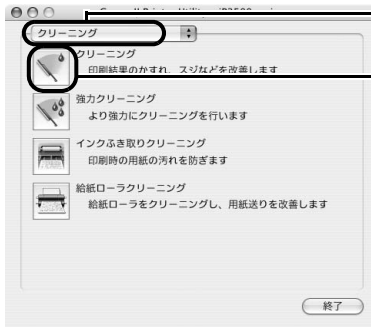 クリーニング
クリーニング
印刷結果のかすれ、スジなどを改善します
強力クリーニング
より強力にクリーニングを行います
インクふき取りクリーニング
印刷時の用紙の汚れを防ぎます
給紙ローラクリーニング
給紙ローラをクリーニングし、用紙送りを改善します
終了